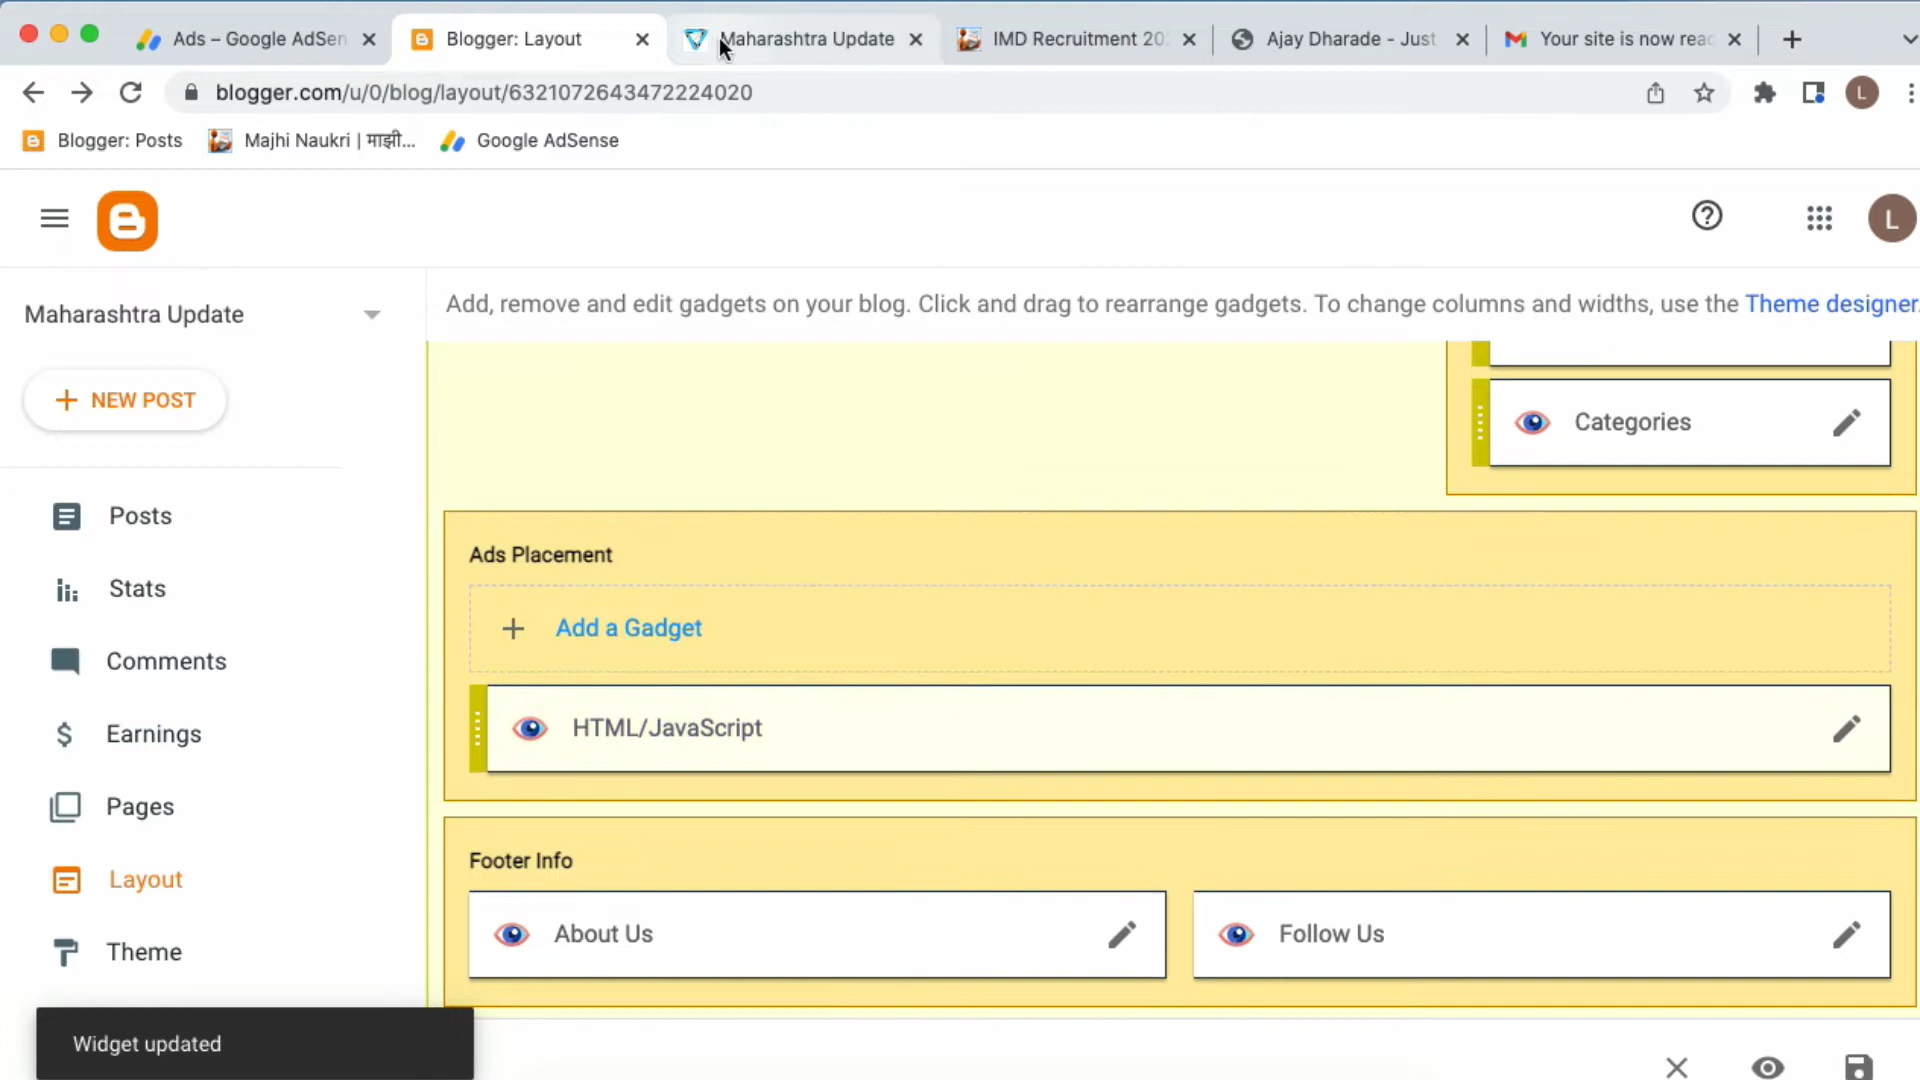 Ads – Google AdSen
Blogger: Layout
Maharashtra Update
IMD Recruitment 20
Ajay Dharade - Just
Your site is now read
blogger.com/u/0/blog/layout/6321072643472224020
L
Blogger: Posts
Majhi Naukri | माझी...
Google AdSense
L
Maharashtra Update
Add, remove and edit gadgets on your blog. Click and drag to rearrange gadgets. To change columns and widths, use the Theme designer.
NEW POST
Categories
Posts
Ads Placement
Stats
Add a Gadget
Comments
HTML/JavaScript
Earnings
Pages
Footer Info
Layout
About Us
Follow Us
Theme
Widget updated